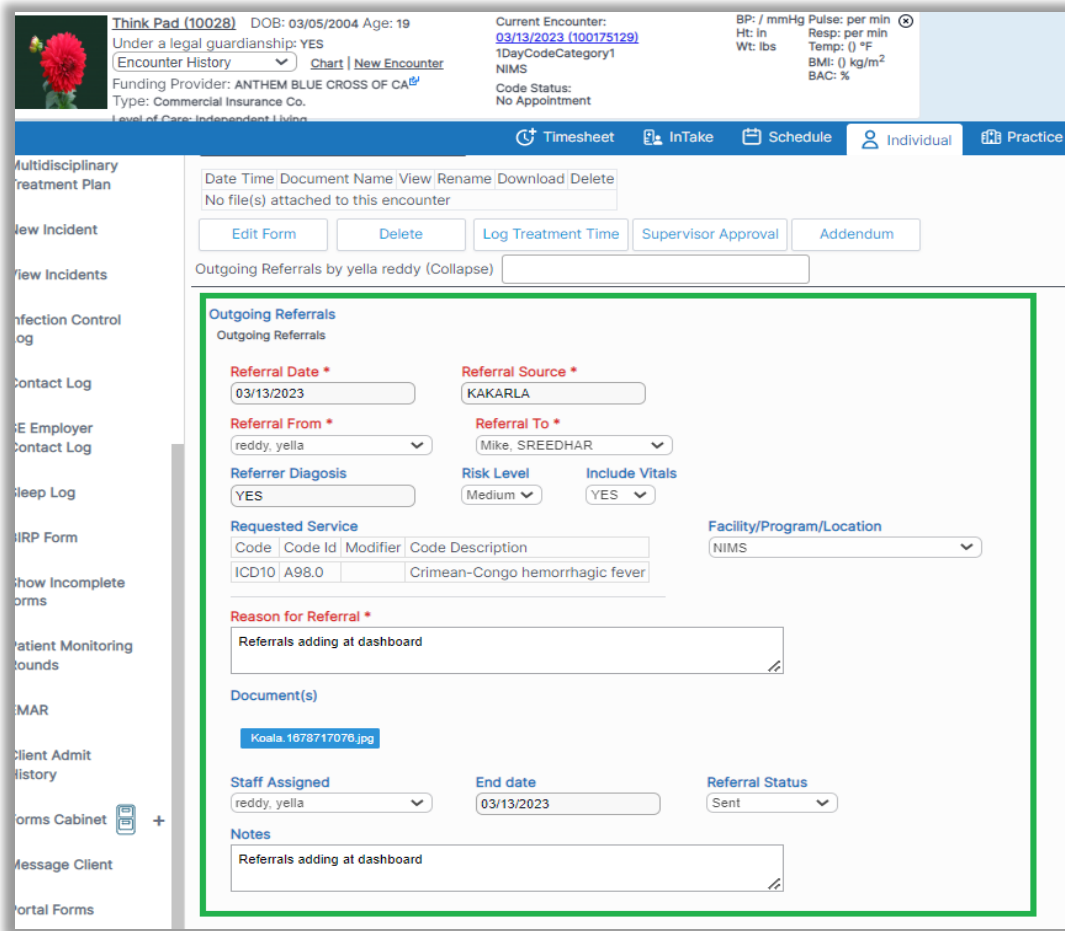 Think Pad (10028) DOB: 03/05/2004 Age: 19
Under a legal guardianship: YES
Encounter History Chart | New Encounter
Funding Provider: ANTHEM BLUE CROSS OF CA
Type: Commercial Insurance Co.
Level of Care: Independent Living
Current Encounter:
03/13/2023 (100175129)
1DayCodeCategory1
NIMS
Code Status:
No Appointment
BP: / mmHg Pulse: per min
Ht: in Resp: per min
Wt: lbs Temp: () °F
BMI: () kg/m2
BAC: %
Timesheet InTake Schedule Individual Practice
Multidisciplinary
Treatment Plan
New Incident
View Incidents
Infection Control
Log
Contact Log
SE Employer
Contact Log
Sleep Log
BIRP Form
Show Incomplete
Forms
Patient Monitoring
Rounds
EMAR
Client Admit
History
Forms Cabinet +
Message Client
Portal Forms
Date Time Document Name View Rename Download Delete
No file(s) attached to this encounter
Edit Form Delete Log Treatment Time Supervisor Approval Addendum
Outgoing Referrals by yella reddy (Collapse)
Outgoing Referrals
Outgoing Referrals
Referral Date * Referral Source *
03/13/2023 KAKARLA
Referral From * Referral To *
reddy, yella Mike, SREEDHAR
Referrer Diagosis Risk Level Include Vitals
YES Medium YES
Requested Service Facility/Program/Location
Code Code Id Modifier Code Description NIMS
ICD10 A98.0 Crimean-Congo hemorrhagic fever
Reason for Referral *
Referrals adding at dashboard
Document(s)
Koala.1678717076.jpg
Staff Assigned End date Referral Status
reddy, yella 03/13/2023 Sent
Notes
Referrals adding at dashboard